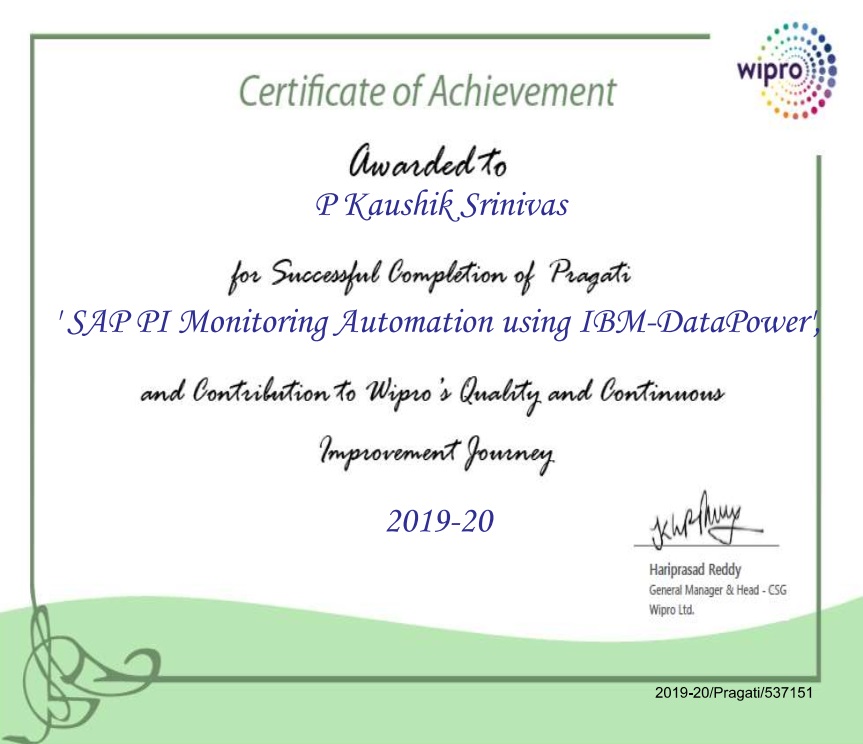 wipro
Certificate of Achievement
Awarded to
P Kaushik Srinivas
for Successful Completion of Pragati
' SAP PI Monitoring Automation using IBM-DataPower',
and Contribution to Wipro's Quality and Continuous
Improvement Journey
2019-20
Hariprasad Reddy
General Manager & Head - CSG
Wipro Ltd.
2019-20/Pragati/537151